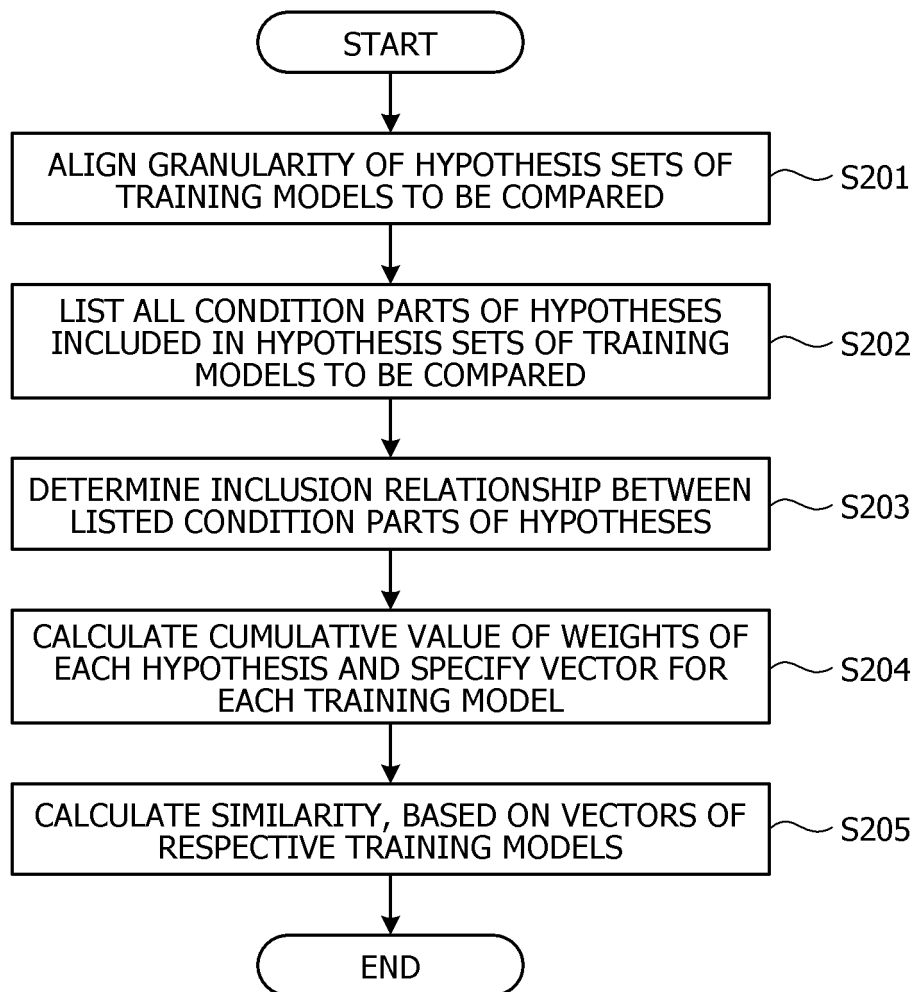 START
ALIGN GRANULARITY OF HYPOTHESIS SETS OF
TRAINING MODELS TO BE COMPARED
S201
LIST ALL CONDITION PARTS OF HYPOTHESES
INCLUDED IN HYPOTHESIS SETS OF TRAINING
MODELS TO BE COMPARED
S202
DETERMINE INCLUSION RELATIONSHIP BETWEEN
LISTED CONDITION PARTS OF HYPOTHESES
S203
CALCULATE CUMULATIVE VALUE OF WEIGHTS OF
EACH HYPOTHESIS AND SPECIFY VECTOR FOR
EACH TRAINING MODEL
S204
CALCULATE SIMILARITY, BASED ON VECTORS OF
RESPECTIVE TRAINING MODELS
S205
END